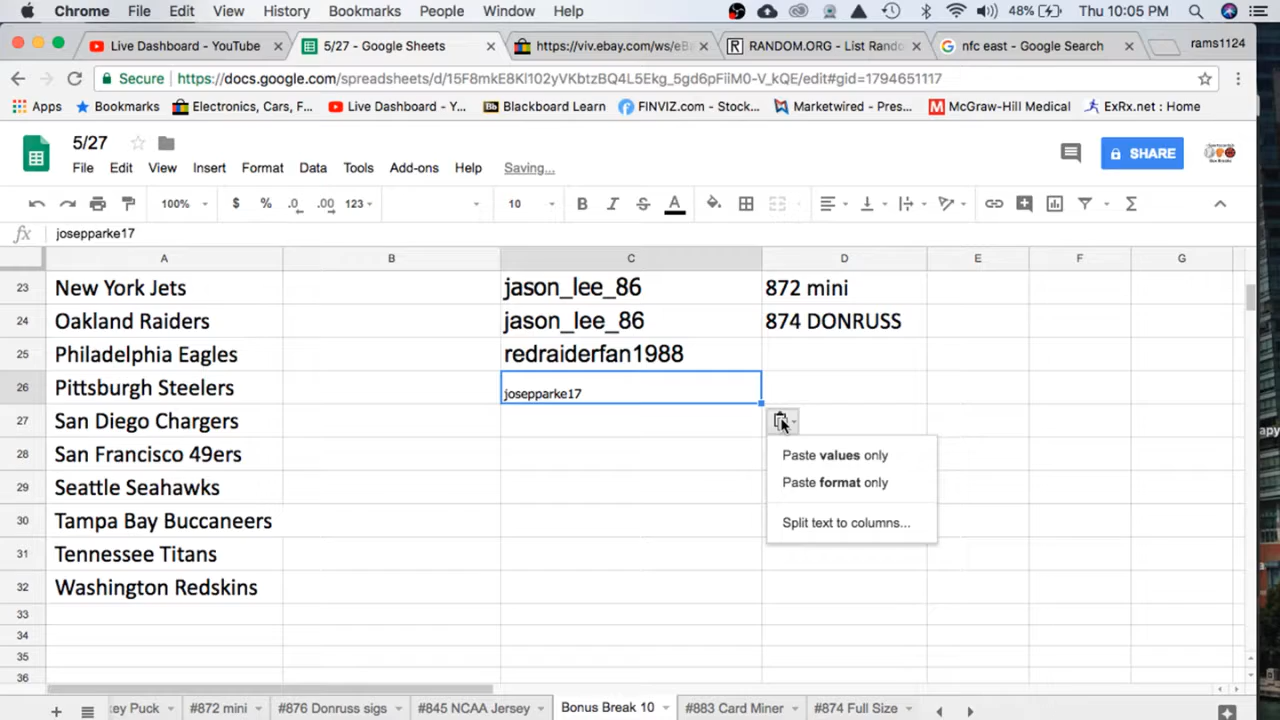 Chrome File Edit View History Bookmarks People Window Help 48% Thu 10:05 PM
Live Dashboard - YouTube 5/27 - Google Sheets https://viv.ebay.com/ws/eB RANDOM.ORG - List Rando nfc east - Google Search rams1124
Secure https://docs.google.com/spreadsheets/d/15F8mkE8Kl102yVKbtzBQ4L5Ekg_5gd6pFiiM0-V_kQE/edit#gid=1794651117
Apps Bookmarks Electronics, Cars, F... Live Dashboard - Y... Blackboard Learn FINVIZ.com - Stock... Marketwired - Pres... McGraw-Hill Medical ExRx.net : Home
5/27
File Edit View Insert Format Data Tools Add-ons Help Saving... SHARE
100% $ % .0 .00 123 10 B I S A
fx josepparke17
A B C D E F G
23 New York Jets jason_lee_86 872 mini
24 Oakland Raiders jason_lee_86 874 DONRUSS
25 Philadelphia Eagles redraiderfan1988
26 Pittsburgh Steelers josepparke17
27 San Diego Chargers
28 San Francisco 49ers Paste values only
29 Seattle Seahawks Paste format only
30 Tampa Bay Buccaneers Split text to columns...
31 Tennessee Titans
32 Washington Redskins
33
34
35
36
ey Puck #872 mini #876 Donruss sigs #845 NCAA Jersey Bonus Break 10 #883 Card Miner #874 Full Size